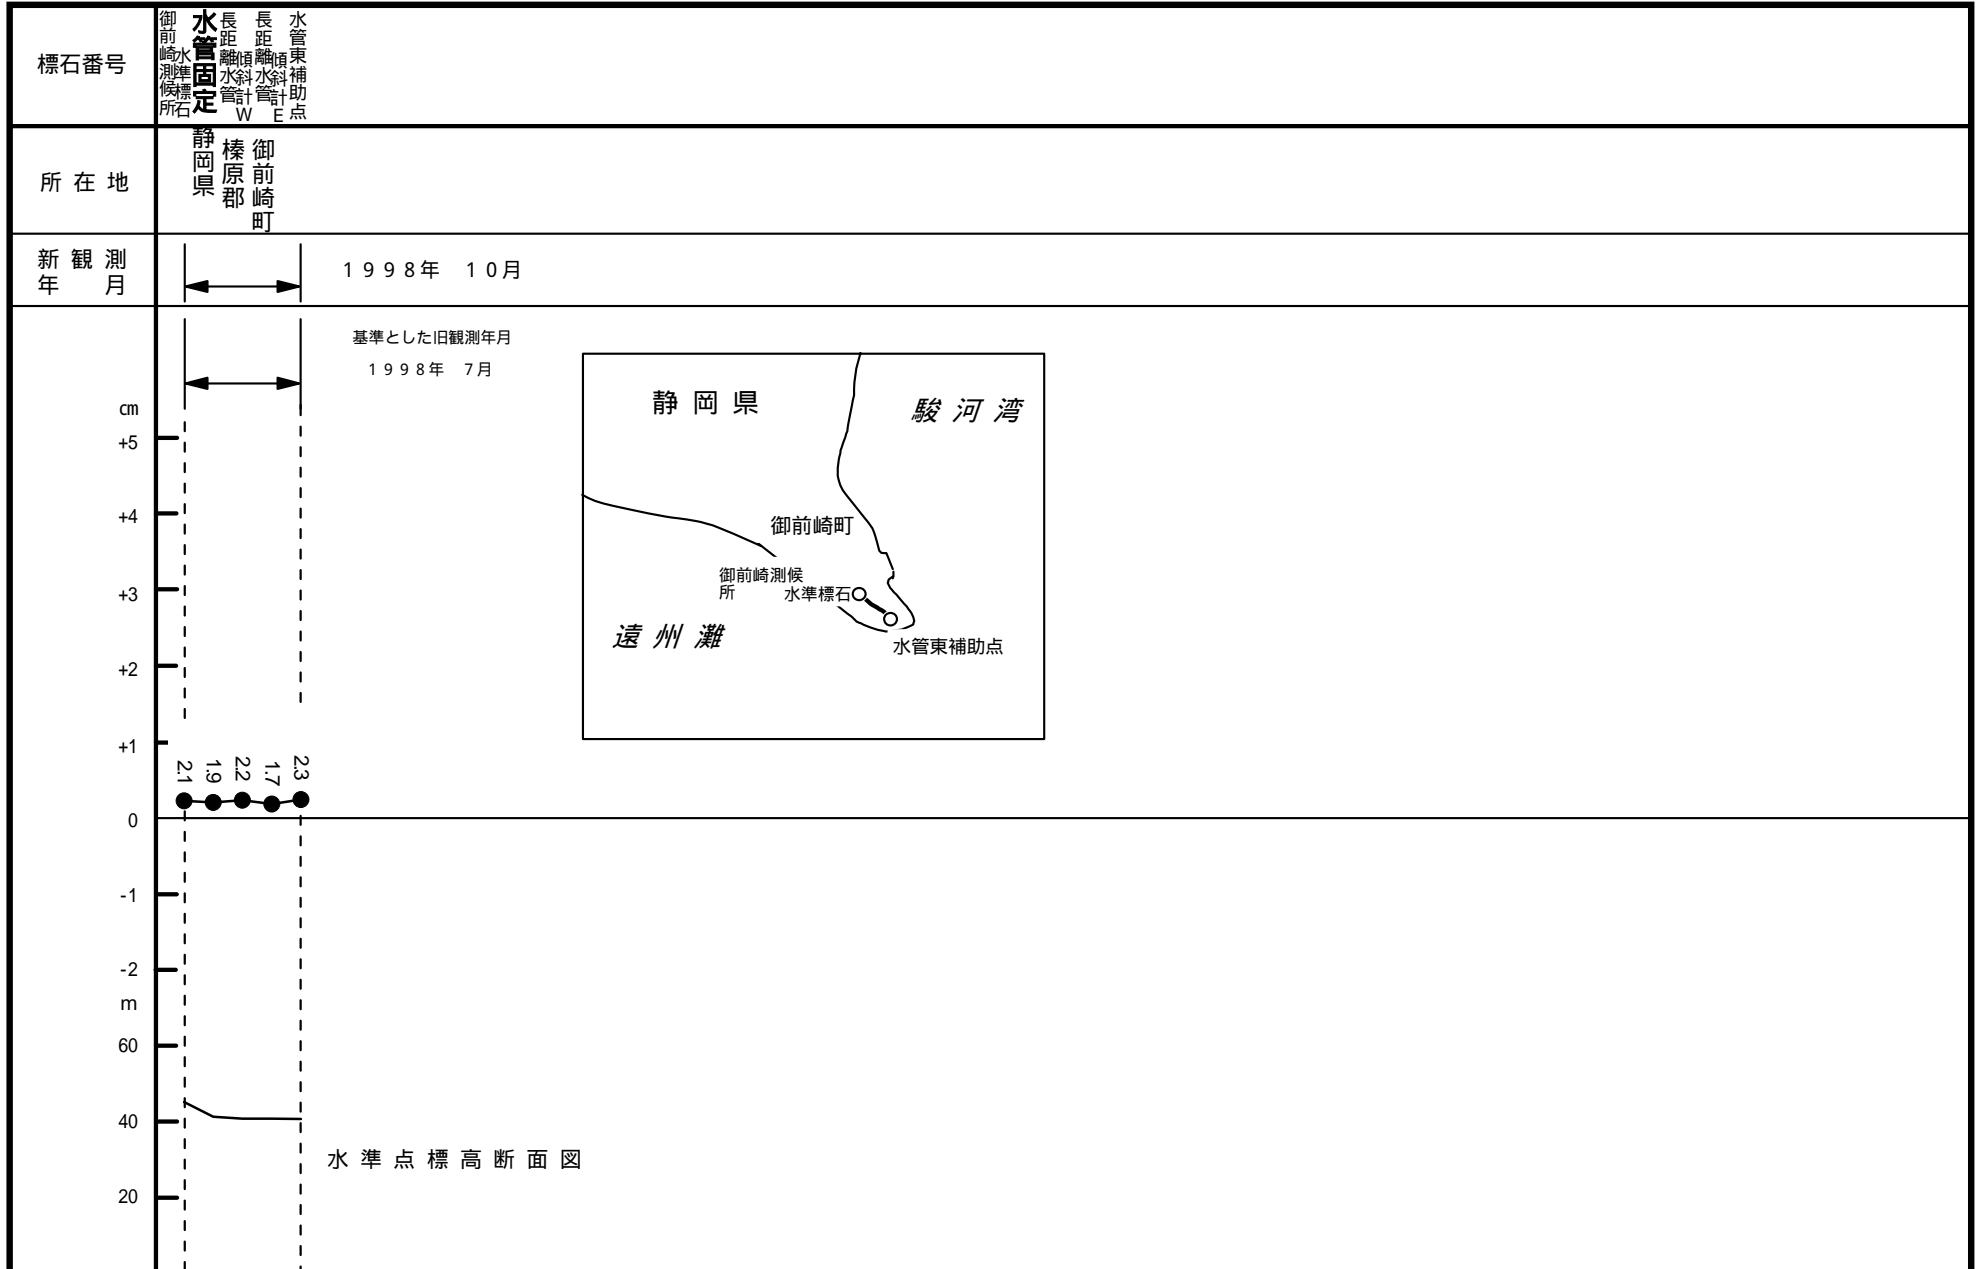 標石番号
御前崎測候所
水準標石
水管固定
長距離水管
傾斜計W
長距離水管
傾斜計E
水管東補助点
所在地
静岡県
榛原郡
御前崎町
新観測
年 月
1998年 10月
基準とした旧観測年月
1998年 7月
cm
+5
+4
+3
+2
+1
0
-1
-2
m
60
40
20
2.1
1.9
2.2
1.7
2.3
静岡県
駿河湾
御前崎町
御前崎測候
所 水準標石
遠州灘
水管東補助点
水準点標高断面図